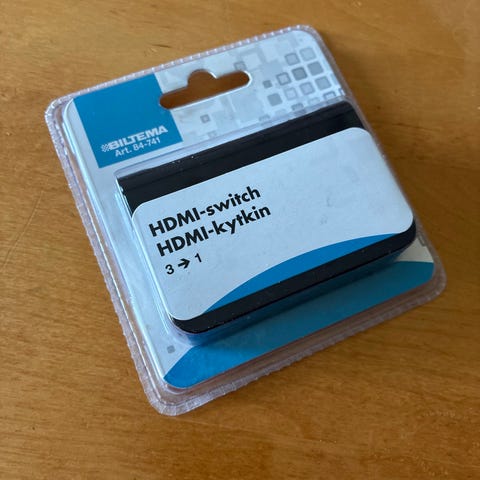 BILTEMA
Art. 84-741
HDMI-switch
HDMI-kytkin
3 → 1